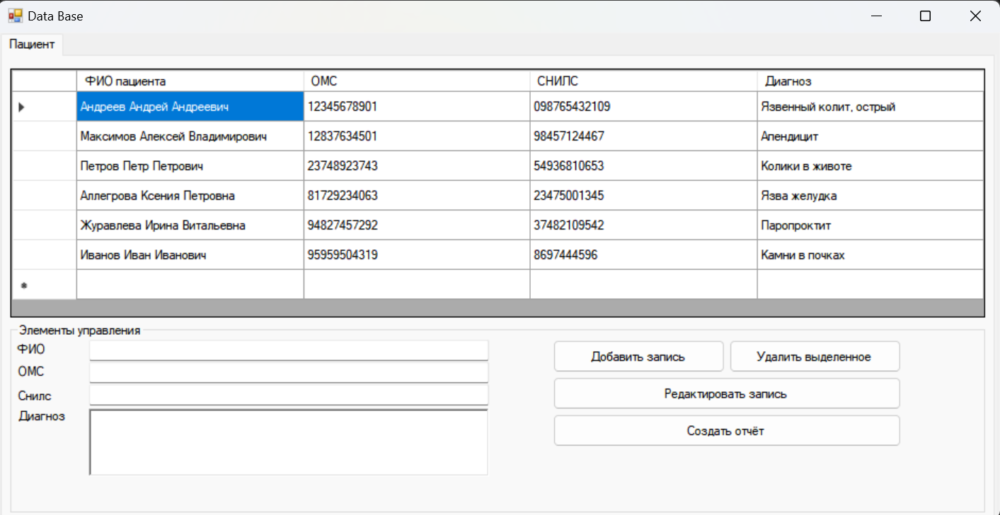 Data Base
Пациент
ФИО пациента ОМС СНИЛС Диагноз
Андреев Андрей Андреевич 12345678901 098765432109 Язвенный колит, острый
Максимов Алексей Владимирович 12837634501 98457124467 Апендицит
Петров Петр Петрович 23748923743 54936810653 Колики в животе
Аллегрова Ксения Петровна 81729234063 23475001345 Язва желудка
Журавлева Ирина Витальевна 94827457292 37482109542 Паропроктит
Иванов Иван Иванович 95959504319 8697444596 Камни в почках
Элементы управления
ФИО
ОМС
Снилс
Диагноз
Добавить запись Удалить выделенное
Редактировать запись
Создать отчёт